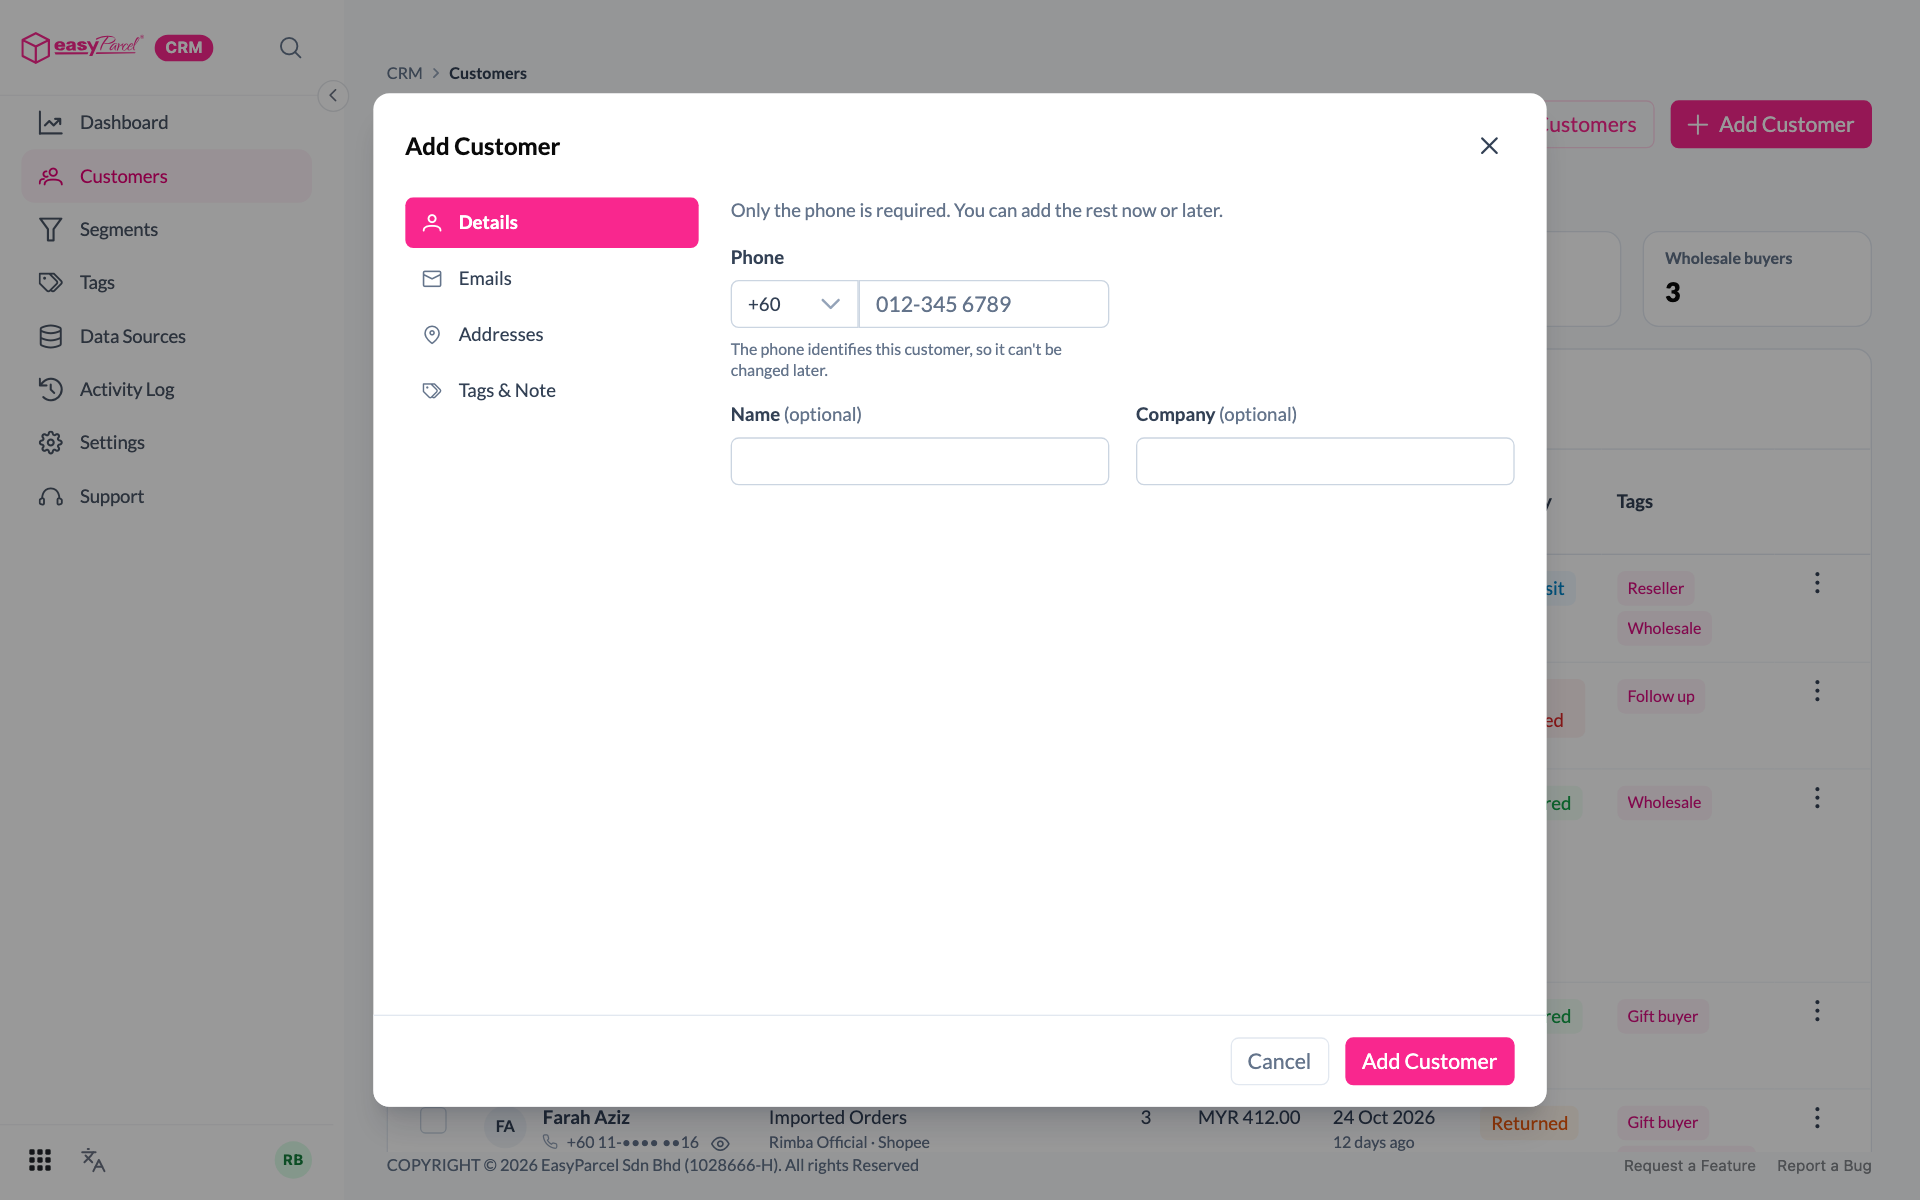 easyParcel CRM
Dashboard
Customers
Segments
Tags
Data Sources
Activity Log
Settings
Support
RB
CRM > Customers
Customers
Add Customer
Wholesale buyers
3
Tags
Reseller
Wholesale
Follow up
Wholesale
Gift buyer
Add Customer
Details
Emails
Addresses
Tags & Note
Only the phone is required. You can add the rest now or later.
Phone
+60 012-345 6789
The phone identifies this customer, so it can't be
changed later.
Name (optional) Company (optional)
Cancel Add Customer
FA Farah Aziz Imported Orders 3 MYR 412.00 24 Oct 2026 Returned Gift buyer
+60 11-•••• ••16 Rimba Official · Shopee 12 days ago
COPYRIGHT © 2026 EasyParcel Sdn Bhd (1028666-H). All rights Reserved Request a Feature Report a Bug